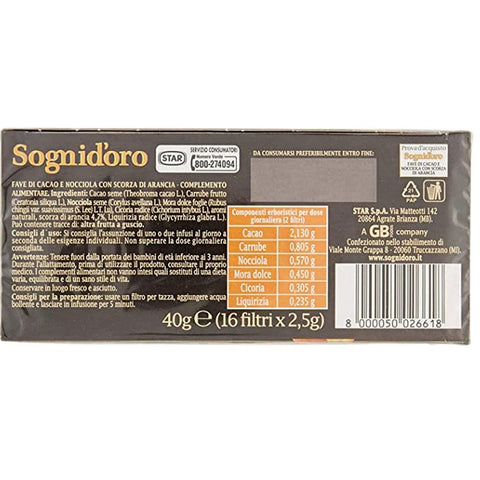 Sognid'oro
STAR
SERVIZIO CONSUMATORI
Numero Verde
800-274094
FAVE DI CACAO E NOCCIOLA CON SCORZA DI ARANCIA - COMPLEMENTO
ALIMENTARE. Ingredienti: Cacao seme (Theobroma cacao L.), Carrube frutto
(Ceratonia siliqua L.), Nocciola seme (Corylus avellana L.), Mora dolce foglie (Rubus
chingii var. suavissimus (S. Lee) L.T. Lu), Cicoria radice (Cichorium intybus L.), aromi
naturali, scorza di arancia 4,7%, Liquirizia radice (Glycyrrhiza glabra L.).
Può contenere tracce di: altra frutta a guscio.
Consigli d' uso: Si consiglia l'assunzione di uno o due infusi al giorno a
seconda delle esigenze individuali. Non superare la dose giornaliera
consigliata.
Avvertenze: Tenere fuori dalla portata dei bambini di età inferiore ai 3 anni.
Durante l'allattamento, prima di utilizzare il prodotto, consultare il proprio
medico. I complementi alimentari non vanno intesi quali sostituti di una dieta
varia, equilibrata e di un sano stile di vita.
Conservare in luogo fresco e asciutto.
Consigli per la preparazione: usare un filtro per tazza, aggiungere acqua
bollente e lasciare in infusione per 5 minuti.
DA CONSUMARSI PREFERIBILMENTE ENTRO FINE:
Componenti erboristici per dose
giornaliera (2 filtri)
Cacao 2,130 g
Carrube 0,805 g
Nocciola 0,570 g
Mora dolce 0,450 g
Cicoria 0,305 g
Liquirizia 0,235 g
40g e (16 filtri x 2,5g)
Prova d'acquisto
Sognid'oro
FAVE DI CACAO
E NOCCIOLA CON SCORZA
DI ARANCIA
PAP
STAR S.p.A. Via Matteotti 142
20864 Agrate Brianza (MB).
A GB company
Confezionato nello stabilimento di
Viale Monte Grappa 8 - 20060 Truccazzano (MI).
www.sognidoro.it
8 000050 026618